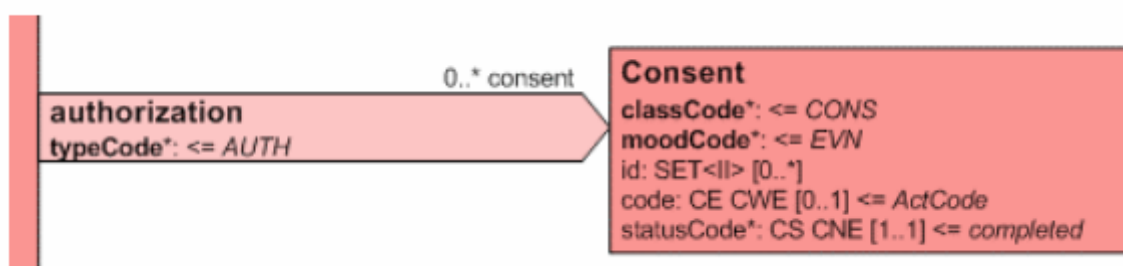 0..* consent
authorization
typeCode*: <= AUTH
Consent
classCode*: <= CONS
moodCode*: <= EVN
id: SET<II> [0..*]
code: CE CWE [0..1] <= ActCode
statusCode*: CS CNE [1..1] <= completed